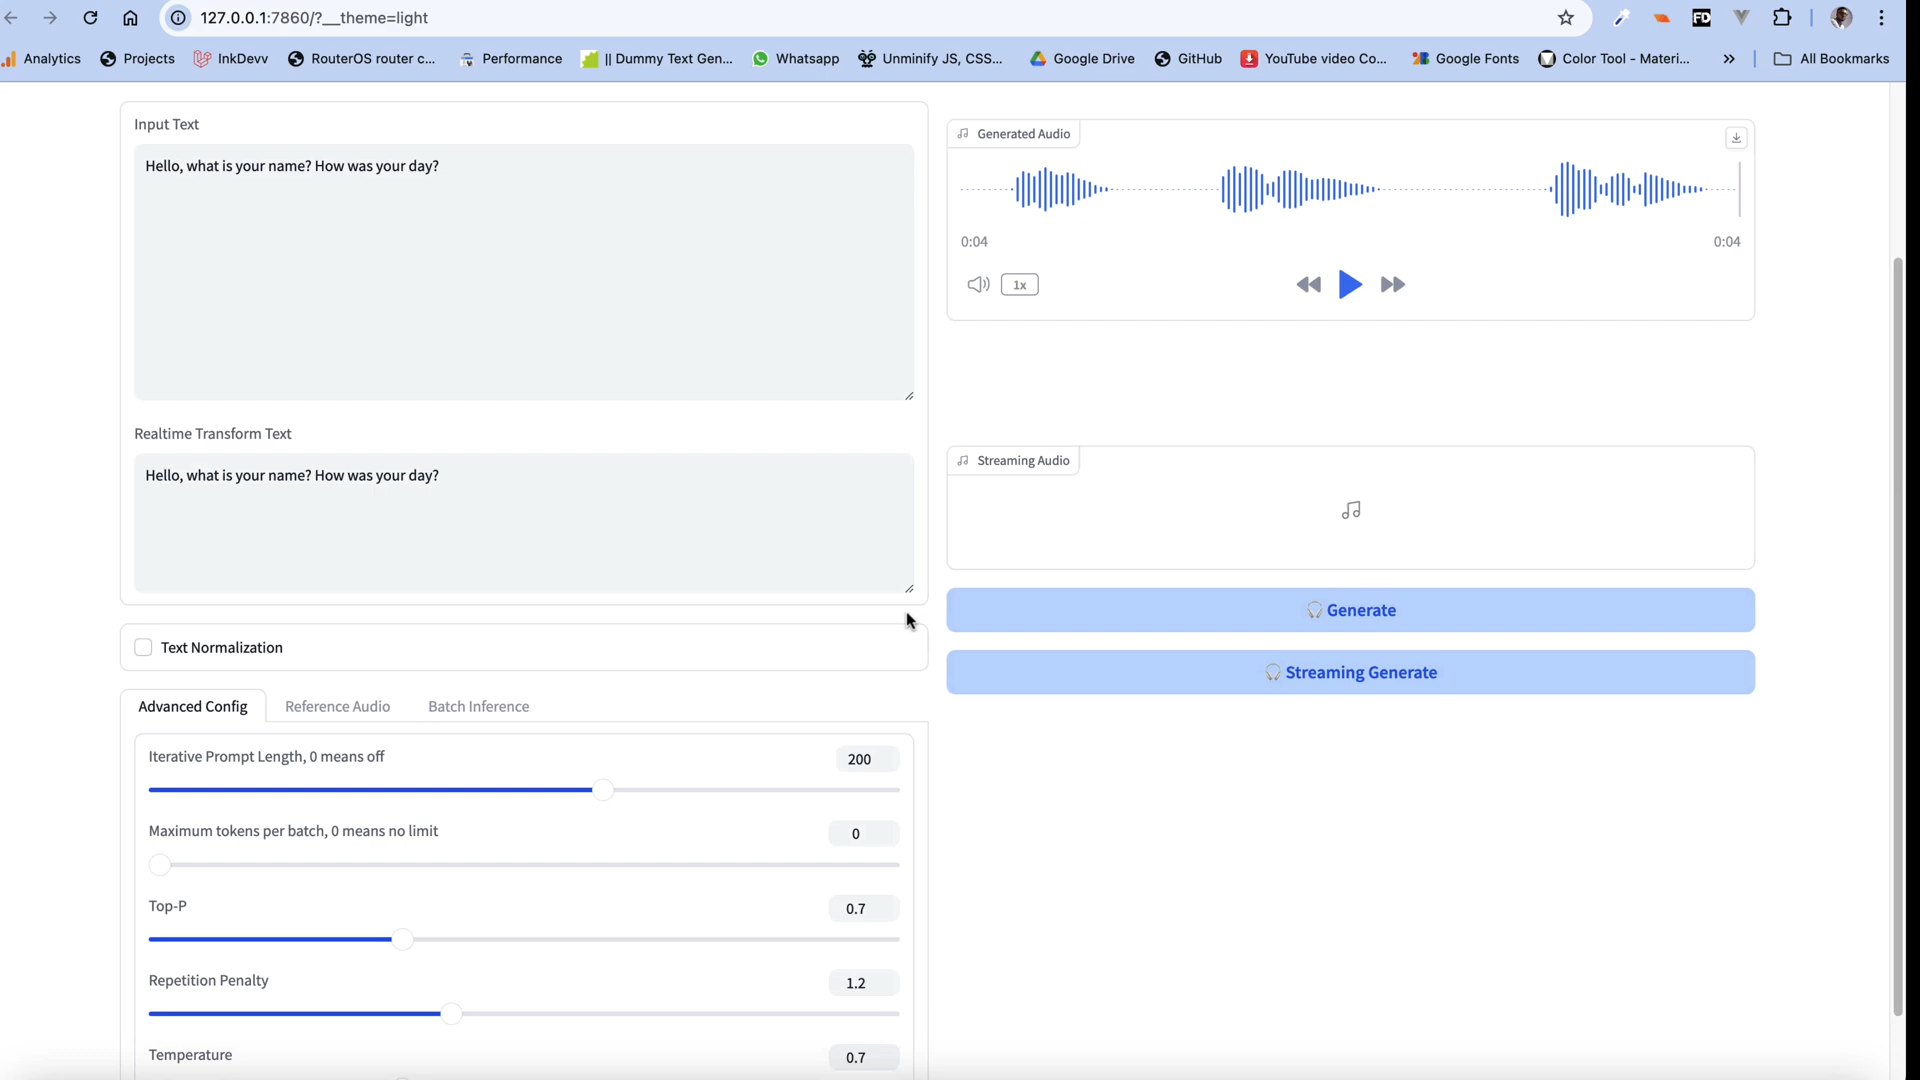 127.0.0.1:7860/?__theme=light
FD
Analytics
Projects
InkDevv
RouterOS router c...
Performance
|| Dummy Text Gen...
Whatsapp
Unminify JS, CSS...
Google Drive
GitHub
YouTube video Co...
Google Fonts
Color Tool - Materi...
»
All Bookmarks
Input Text
Hello, what is your name? How was your day?
Realtime Transform Text
Hello, what is your name? How was your day?
Text Normalization
Advanced Config
Reference Audio
Batch Inference
Iterative Prompt Length, 0 means off
200
Maximum tokens per batch, 0 means no limit
0
Top-P
0.7
Repetition Penalty
1.2
Temperature
0.7
Generated Audio
0:04
0:04
1x
Streaming Audio
🎧 Generate
🎧 Streaming Generate